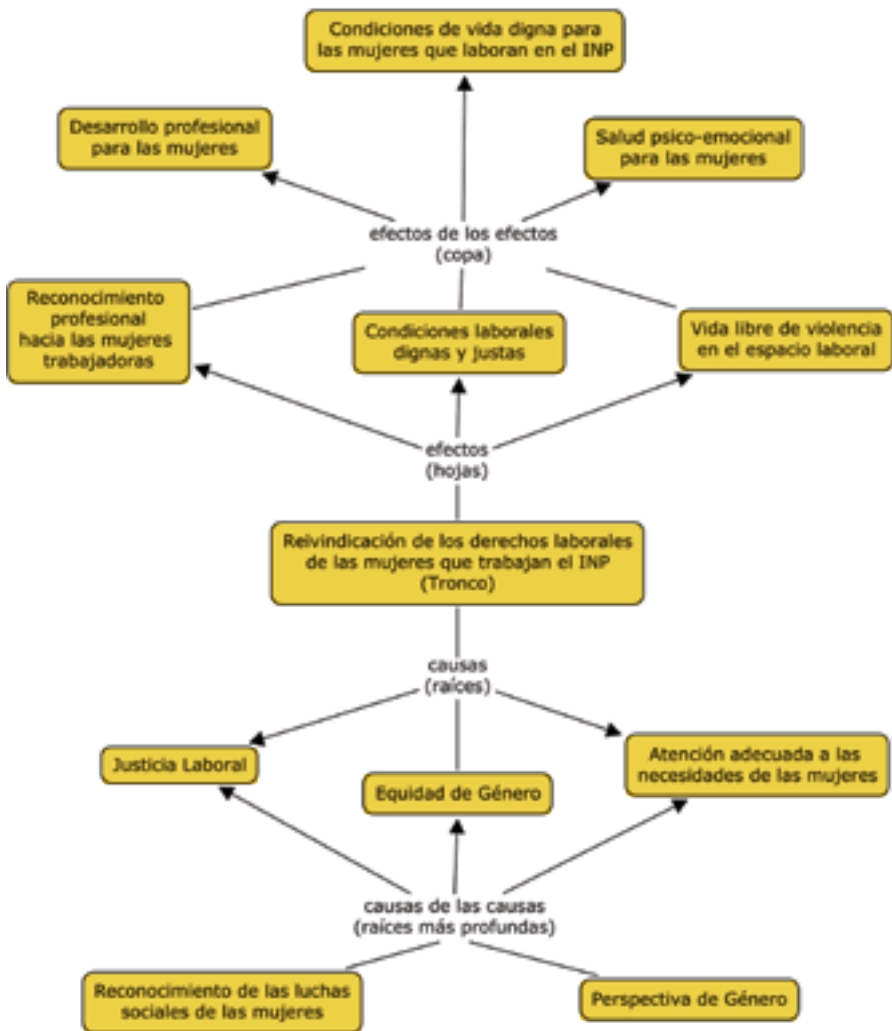 Condiciones de vida digna para
las mujeres que laboran en el INP
Desarrollo profesional
para las mujeres
Salud psico-emocional
para las mujeres
efectos de los efectos
(copa)
Reconocimiento
profesional
hacia las mujeres
trabajadoras
Condiciones laborales
dignas y justas
Vida libre de violencia
en el espacio laboral
efectos
(hojas)
Reivindicación de los derechos laborales
de las mujeres que trabajan el INP
(Tronco)
causas
(raíces)
Justicia Laboral
Equidad de Género
Atención adecuada a las
necesidades de las mujeres
causas de las causas
(raíces más profundas)
Reconocimiento de las luchas
sociales de las mujeres
Perspectiva de Género